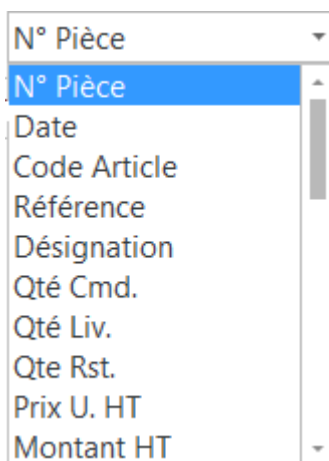 N° Pièce
N° Pièce
Date
Code Article
Référence
Désignation
Qté Cmd.
Qté Liv.
Qte Rst.
Prix U. HT
Montant HT